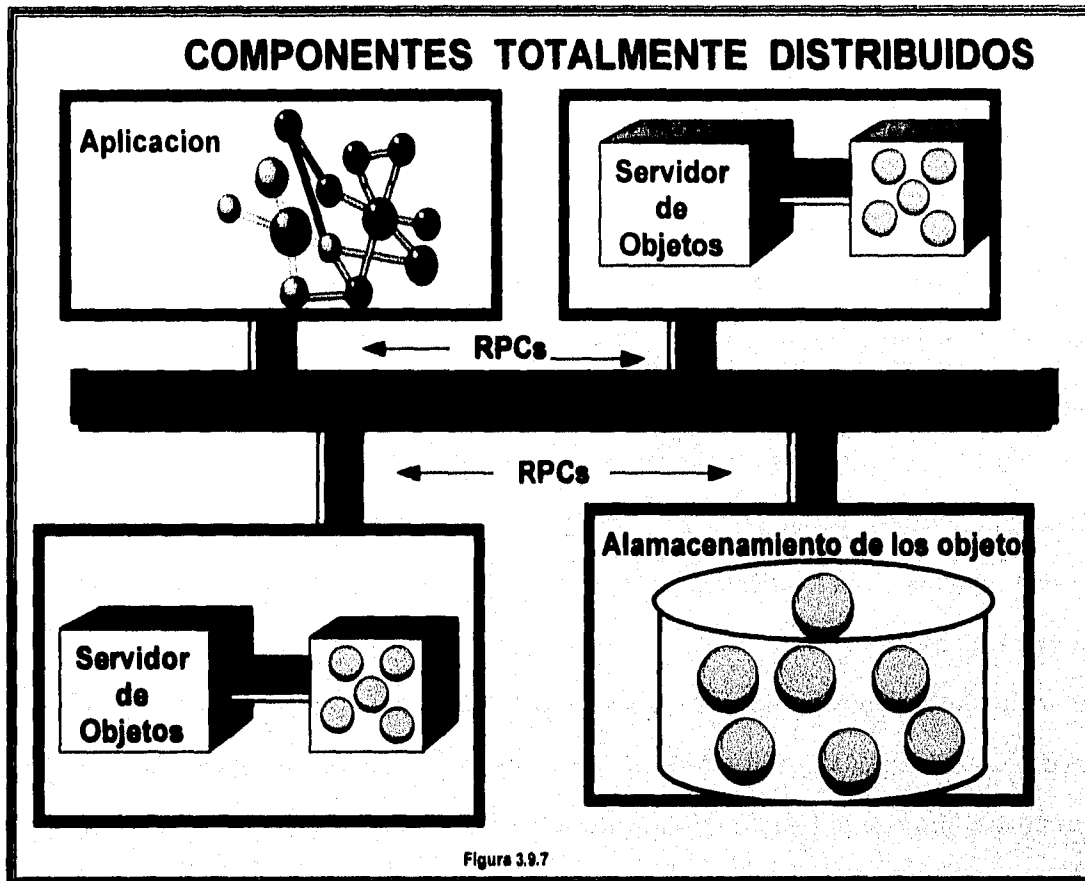 COMPONENTES TOTALMENTE DISTRIBUIDOS
Aplicacion
Servidor
de
Objetos
RPCs
RPCs
Servidor
de
Objetos
Alamacenamiento de los objetos
Figura 3.9.7